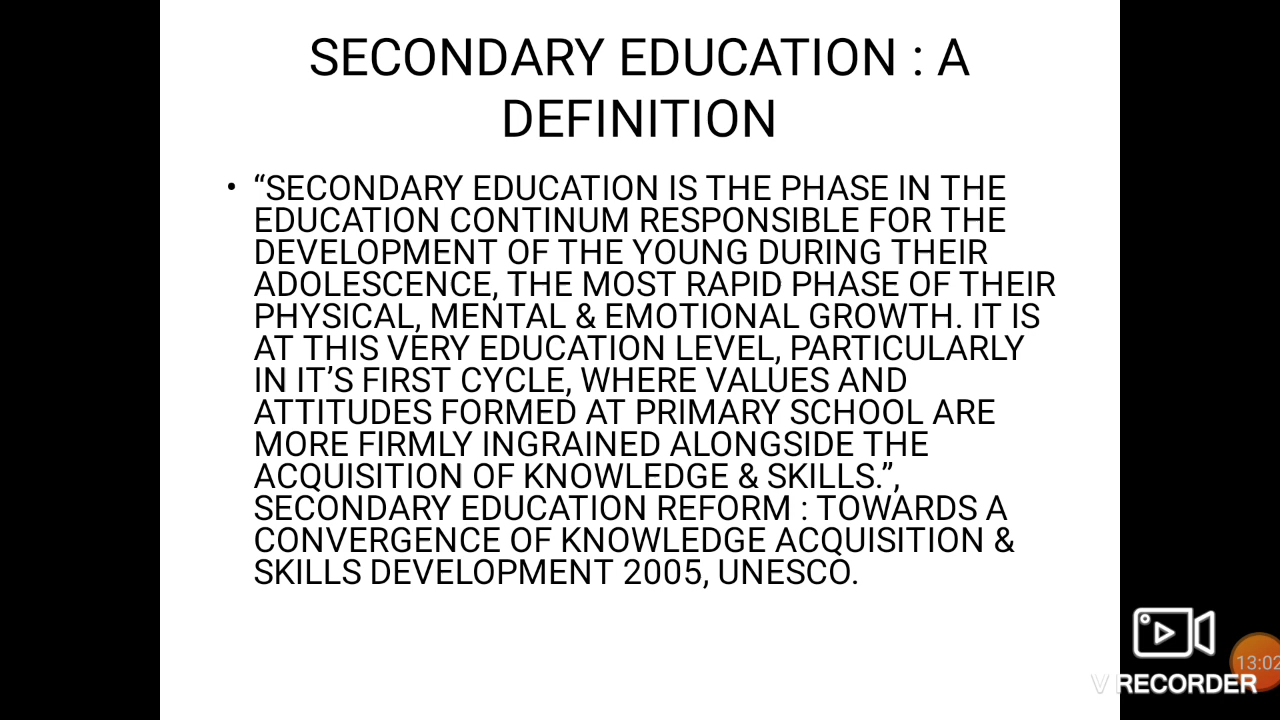 SECONDARY EDUCATION : A
DEFINITION
• “SECONDARY EDUCATION IS THE PHASE IN THE
EDUCATION CONTINUM RESPONSIBLE FOR THE
DEVELOPMENT OF THE YOUNG DURING THEIR
ADOLESCENCE, THE MOST RAPID PHASE OF THEIR
PHYSICAL, MENTAL & EMOTIONAL GROWTH. IT IS
AT THIS VERY EDUCATION LEVEL, PARTICULARLY
IN IT’S FIRST CYCLE, WHERE VALUES AND
ATTITUDES FORMED AT PRIMARY SCHOOL ARE
MORE FIRMLY INGRAINED ALONGSIDE THE
ACQUISITION OF KNOWLEDGE & SKILLS.”,
SECONDARY EDUCATION REFORM : TOWARDS A
CONVERGENCE OF KNOWLEDGE ACQUISITION &
SKILLS DEVELOPMENT 2005, UNESCO.
13:02
V RECORDER